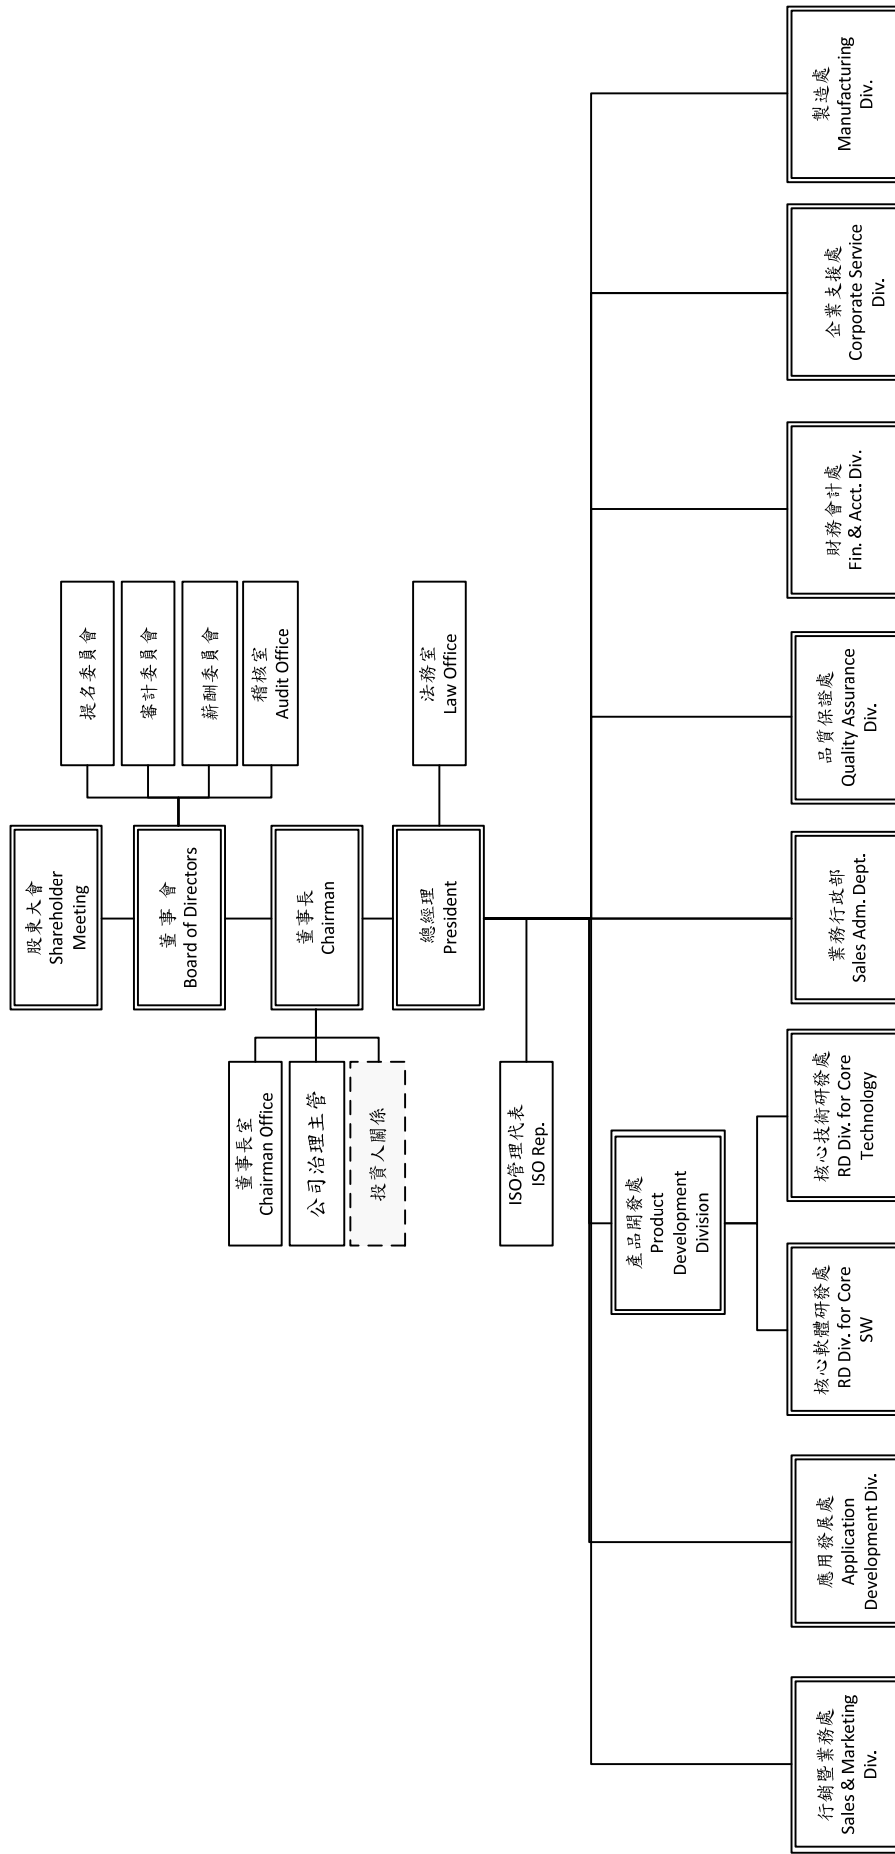 股東大會
Shareholder
Meeting
董事會
Board of Directors
提名委員會
審計委員會
薪酬委員會
稽核室
Audit Office
董事長
Chairman
董事長室
Chairman Office
公司治理主管
投資人關係
總經理
President
法務室
Law Office
ISO管理代表
ISO Rep.
產品開發處
Product
Development
Division
行銷暨業務處
Sales & Marketing
Div.
應用發展處
Application
Development Div.
核心軟體研發處
RD Div. for Core
SW
核心技術研發處
RD Div. for Core
Technology
業務行政部
Sales Adm. Dept.
品質保證處
Quality Assurance
Div.
財務會計處
Fin. & Acct. Div.
企業支援處
Corporate Service
Div.
製造處
Manufacturing
Div.